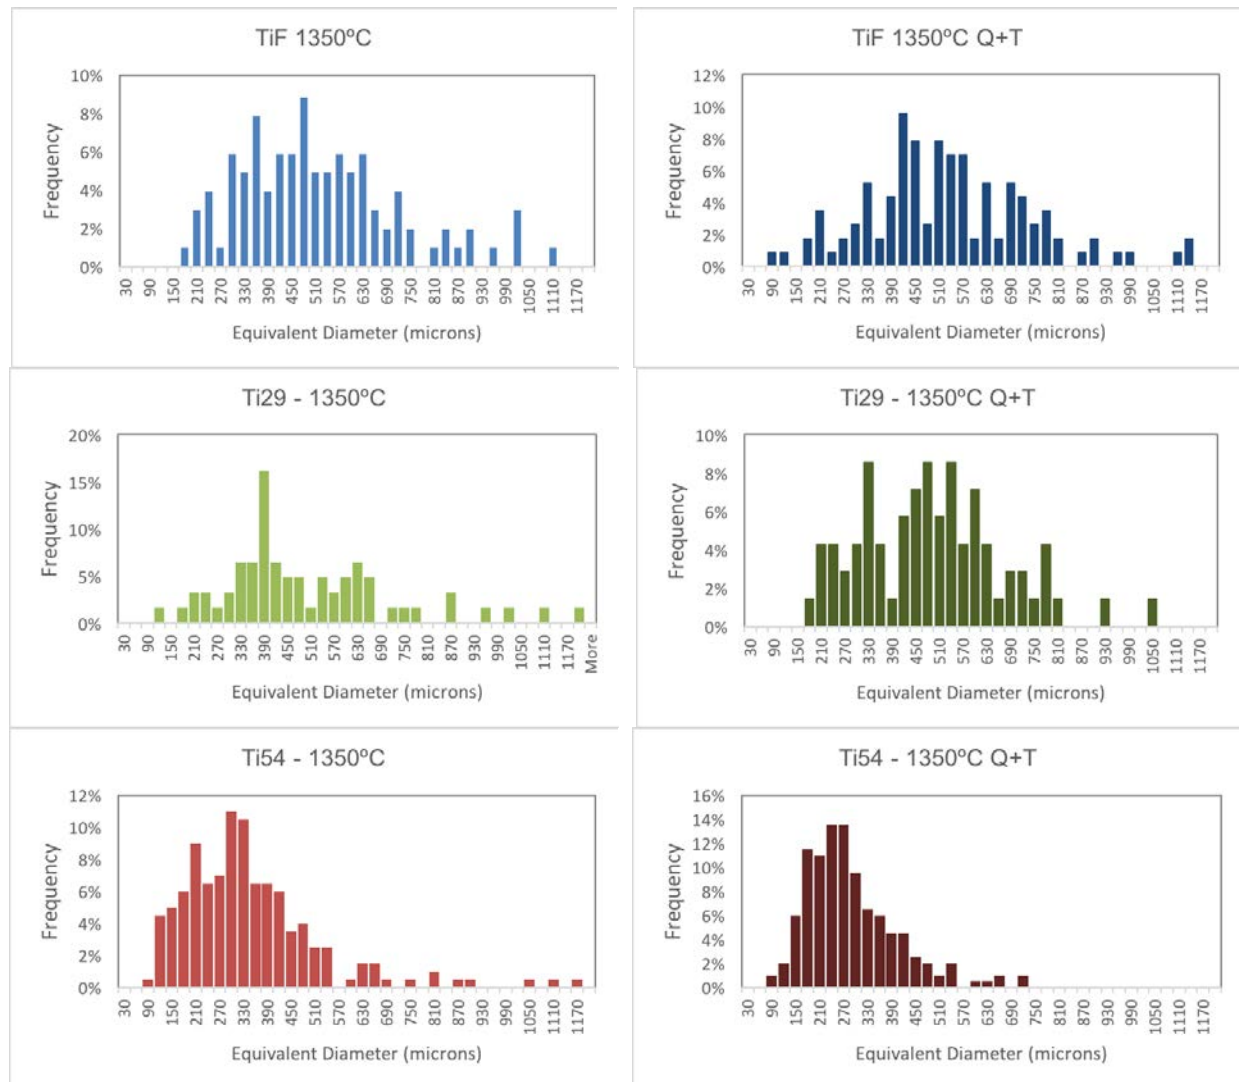 TiF 1350ºC
10%
8%
6%
4%
2%
0%
Frequency
30 90 150 210 270 330 390 450 510 570 630 690 750 810 870 930 990 1050 1110 1170
Equivalent Diameter (microns)
TiF 1350ºC Q+T
12%
10%
8%
6%
4%
2%
0%
Frequency
30 90 150 210 270 330 390 450 510 570 630 690 750 810 870 930 990 1050 1110 1170
Equivalent Diameter (microns)
Ti29 - 1350ºC
20%
15%
10%
5%
0%
Frequency
30 90 150 210 270 330 390 450 510 570 630 690 750 810 870 930 990 1050 1110 1170 More
Equivalent Diameter (microns)
Ti29 - 1350ºC Q+T
10%
8%
6%
4%
2%
0%
Frequency
30 90 150 210 270 330 390 450 510 570 630 690 750 810 870 930 990 1050 1110 1170
Equivalent Diameter (microns)
Ti54 - 1350ºC
12%
10%
8%
6%
4%
2%
0%
Frequency
30 90 150 210 270 330 390 450 510 570 630 690 750 810 870 930 990 1050 1110 1170
Equivalent Diameter (microns)
Ti54 - 1350ºC Q+T
16%
14%
12%
10%
8%
6%
4%
2%
0%
Frequency
30 90 150 210 270 330 390 450 510 570 630 690 750 810 870 930 990 1050 1110 1170
Equivalent Diameter (microns)